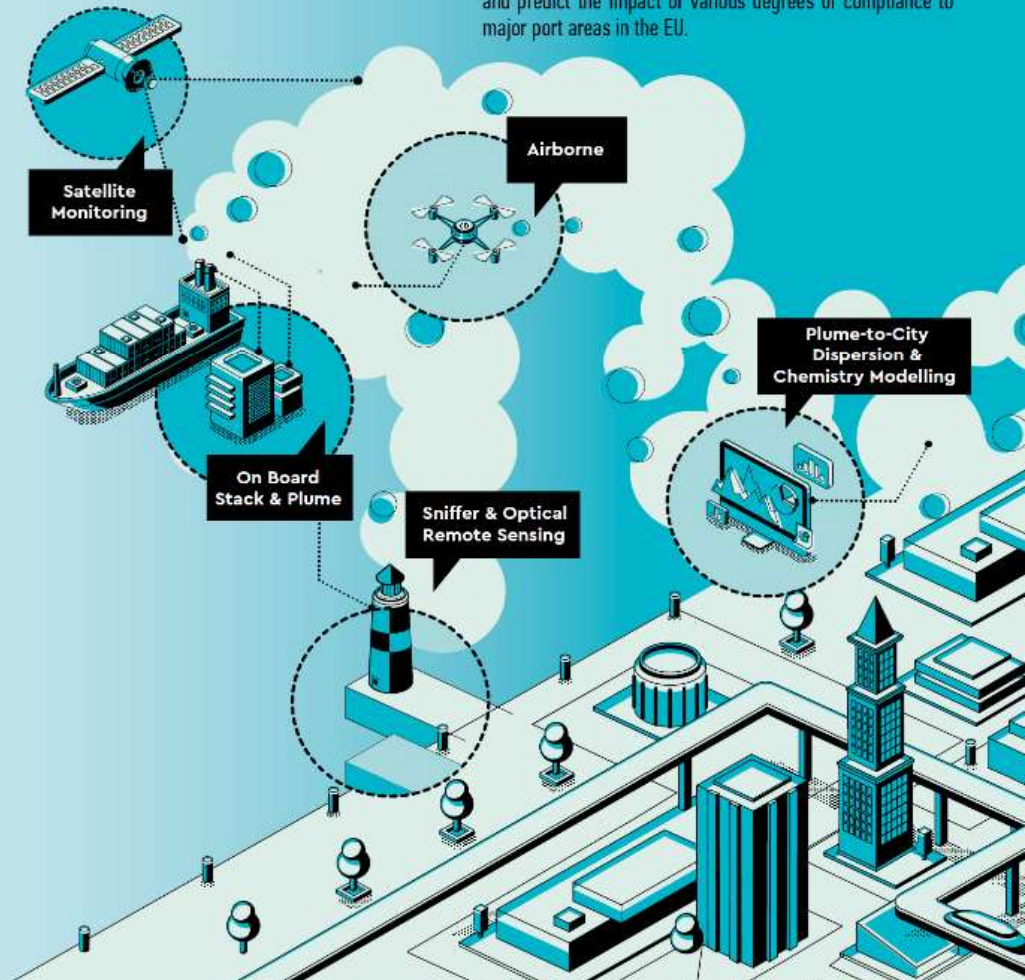 and predict the impact of various degrees of compliance to
major port areas in the EU.
Airborne
Satellite
Monitoring
Plume-to-City
Dispersion &
Chemistry Modelling
On Board
Stack & Plume
Sniffer & Optical
Remote Sensing